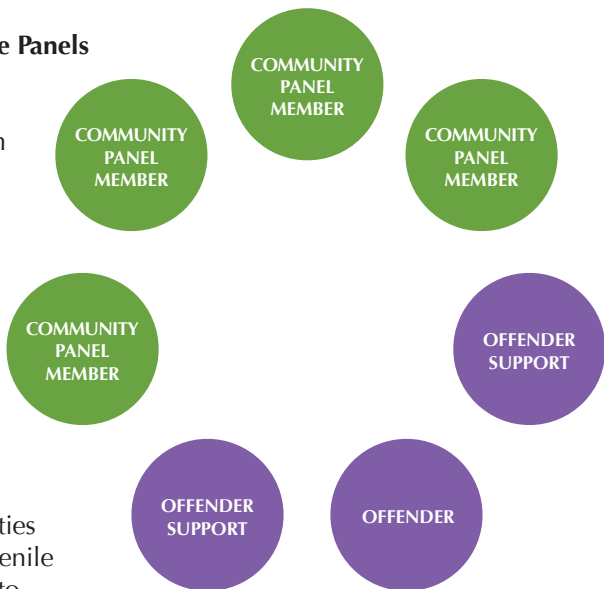 e Panels
COMMUNITY
PANEL
MEMBER
COMMUNITY
PANEL
MEMBER
COMMUNITY
PANEL
MEMBER
COMMUNITY
PANEL
MEMBER
OFFENDER
SUPPORT
OFFENDER
SUPPORT
OFFENDER
ties
enile